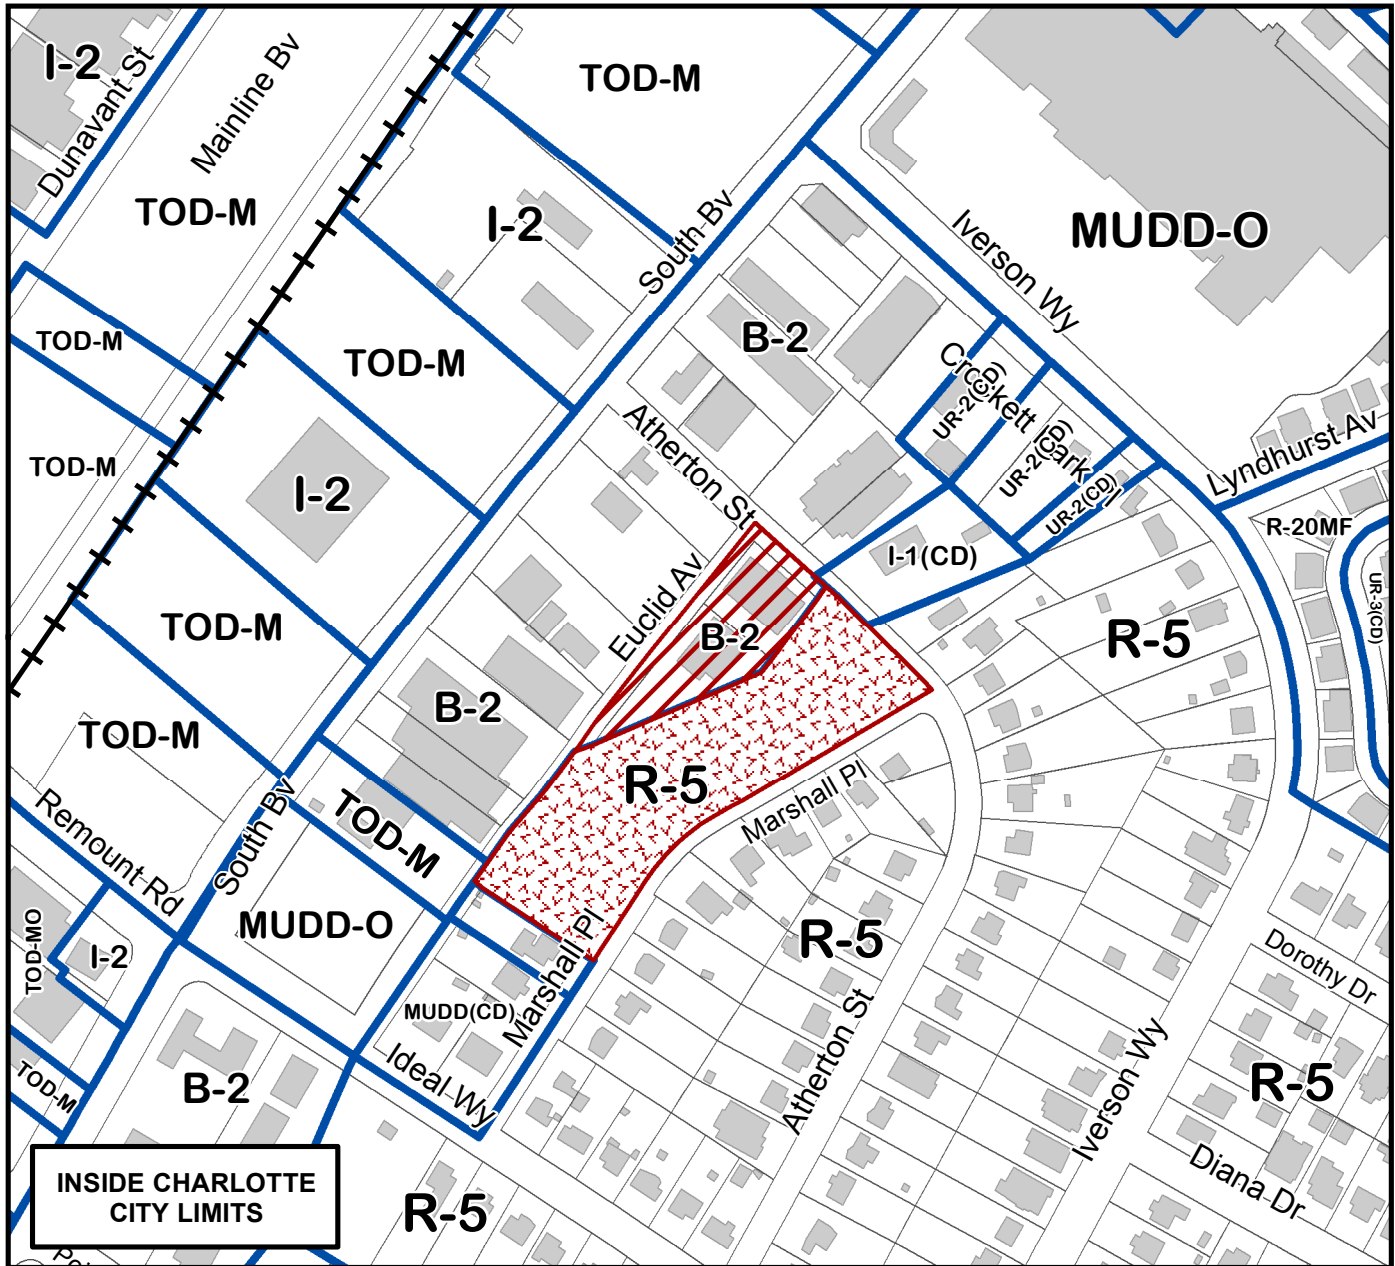 I-2
Dunavant St
Mainline Bv
TOD-M
TOD-M
I-2
South Bv
Iverson Wy
MUDD-O
TOD-M
TOD-M
B-2
Crockett Park Pl
UR-2(CD)
UR-2(CD)
UR-2(CD)
Lyndhurst Av
TOD-M
I-2
Atherton St
R-20MF
I-1(CD)
UR-3(CD)
TOD-M
Euclid Av
B-2
R-5
B-2
TOD-M
R-5
Marshall Pl
Remount Rd
South Bv
TOD-M
MUDD-O
TOD-MO
I-2
Marshall Pl
R-5
Dorothy Dr
MUDD(CD)
Atherton St
Iverson Wy
Ideal Wy
TOD-M
B-2
R-5
INSIDE CHARLOTTE
CITY LIMITS
R-5
Diana Dr